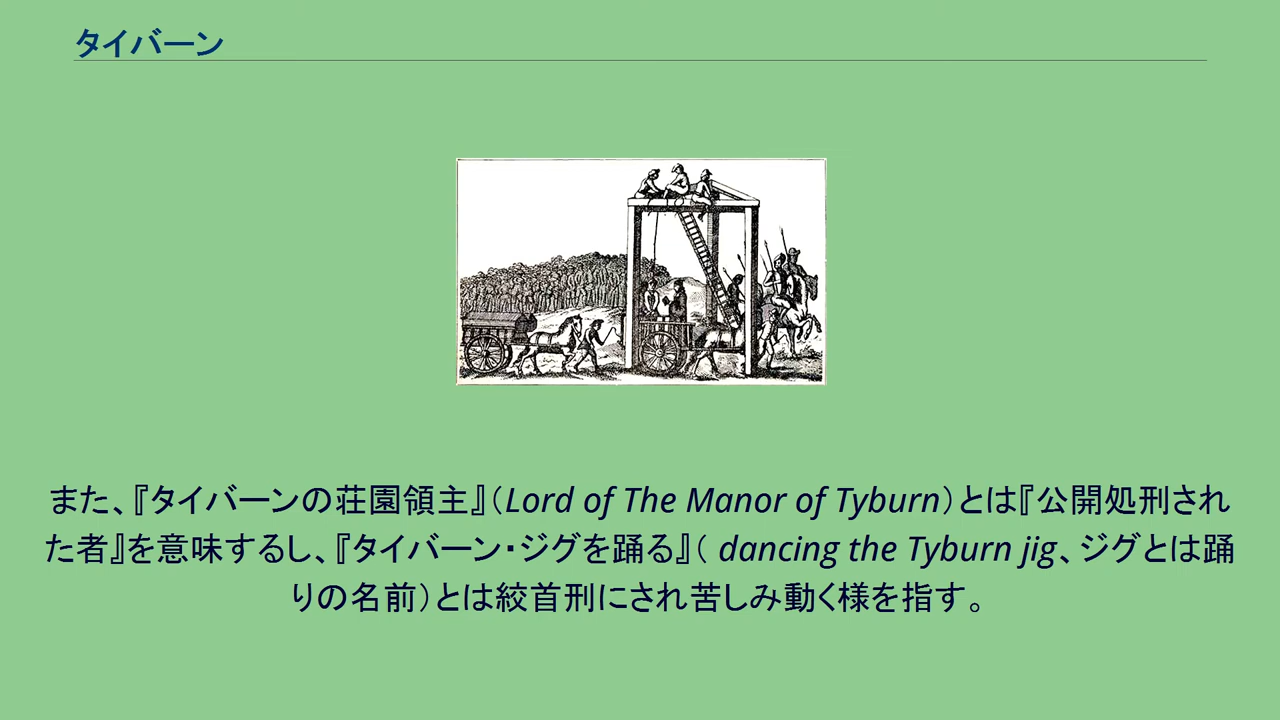 タイバーン
また、『タイバーンの荘園領主』（Lord of The Manor of Tyburn）とは『公開処刑され
た者』を意味するし、『タイバーン・ジグを踊る』（ dancing the Tyburn jig、ジグとは踊
りの名前）とは絞首刑にされ苦しみ動く様を指す。